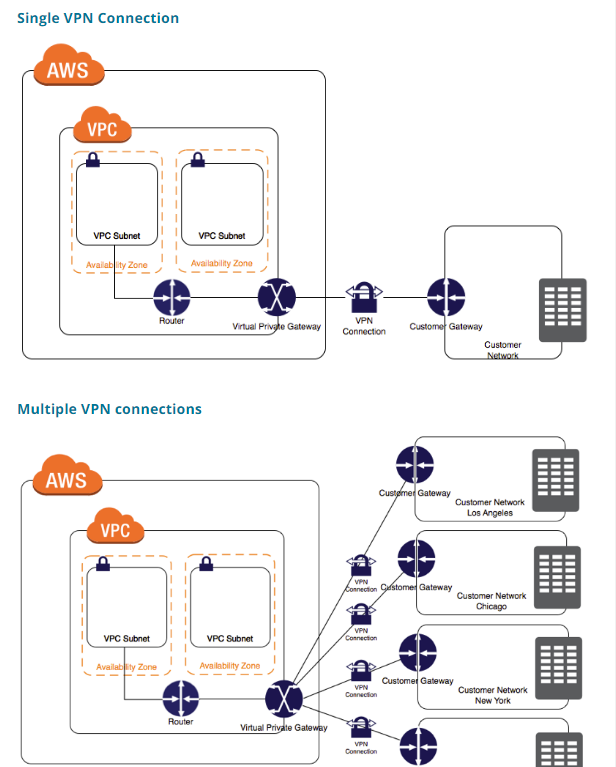 Single VPN Connection
AWS
VPC
VPC Subnet
VPC Subnet
Availability Zone
Availability Zone
Router
Virtual Private Gateway
VPN
Connection
Customer Gateway
Customer
Network
Multiple VPN connections
AWS
VPC
VPC Subnet
VPC Subnet
Availability Zone
Availability Zone
Router
Virtual Private Gateway
Customer Gateway
Customer Network
Los Angeles
VPN
Connection
Customer Gateway
Customer Network
Chicago
VPN
Connection
Customer Gateway
Customer Network
New York
VPN
Connection
VPN
Connection